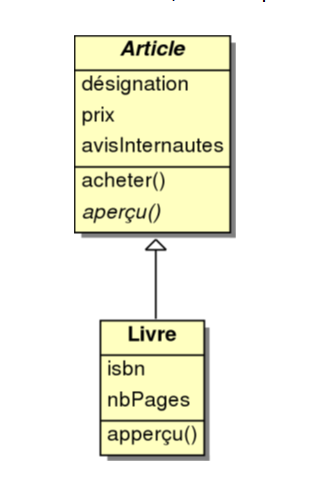 Article
désignation
prix
avisInternautes
acheter()
aperçu()
Livre
isbn
nbPages
apperçu()